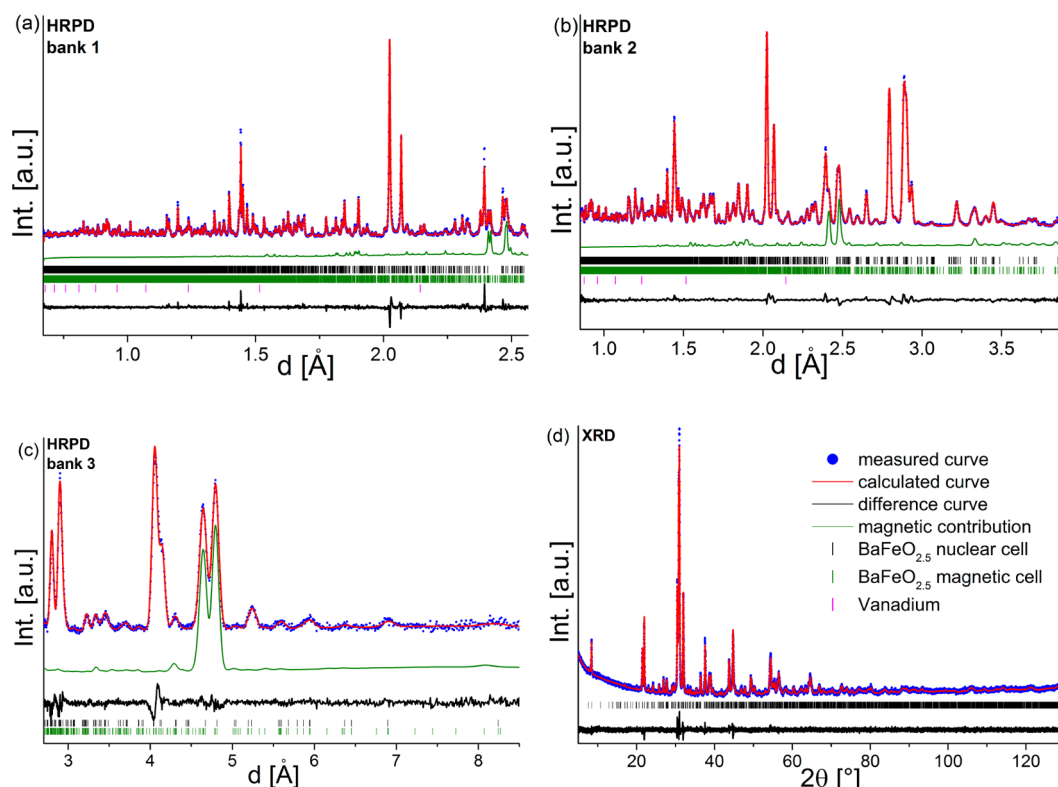 (a) HRPD
bank 1
Int. [a.u.]
1.0 1.5 2.0 2.5
d [Å]
(b) HRPD
bank 2
Int. [a.u.]
1.0 1.5 2.0 2.5 3.0 3.5
d [Å]
(c) HRPD
bank 3
Int. [a.u.]
3 4 5 6 7 8
d [Å]
(d) XRD
measured curve
calculated curve
difference curve
magnetic contribution
BaFeO2.5 nuclear cell
BaFeO2.5 magnetic cell
Vanadium
Int. [a.u.]
20 40 60 80 100 120
2θ [°]